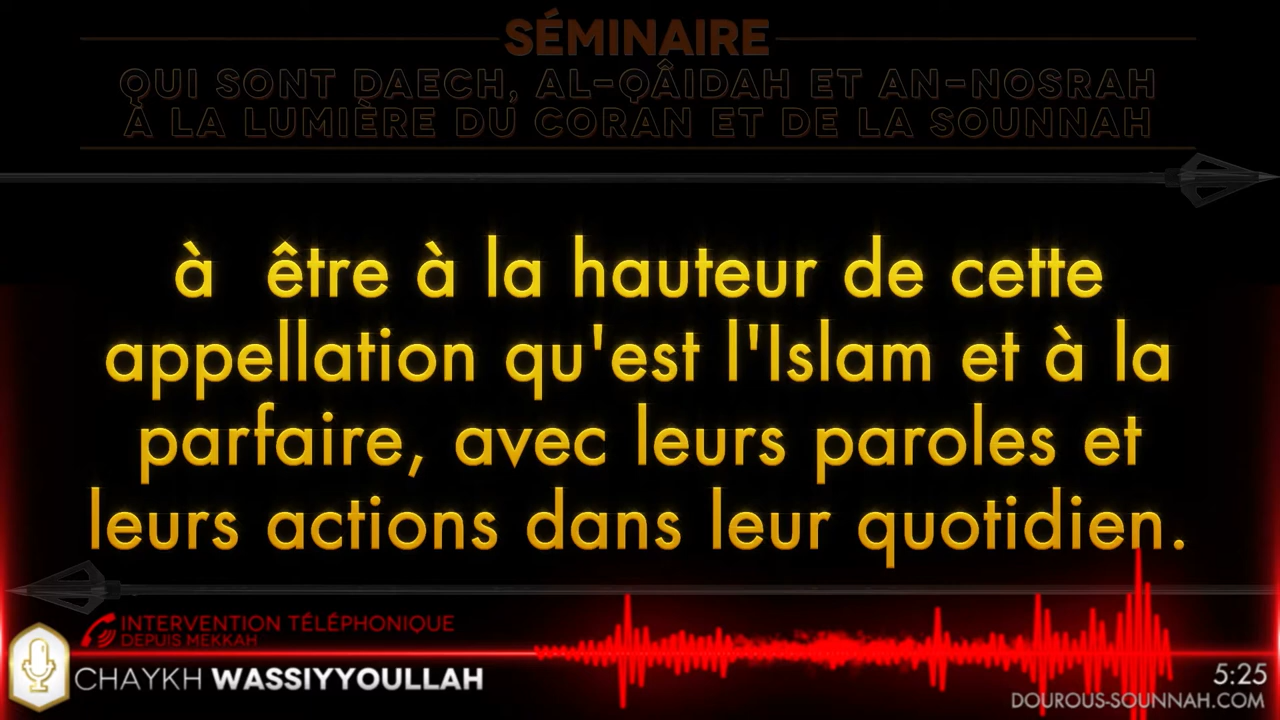 SÉMINAIRE
QUI SONT DAECH, AL-QÂIDAH ET AN-NOSRAH
À LA LUMIÈRE DU CORAN ET DE LA SOUNNAH
à être à la hauteur de cette
appellation qu'est l'Islam et à la
parfaire, avec leurs paroles et
leurs actions dans leur quotidien.
INTERVENTION TÉLÉPHONIQUE
DEPUIS MEKKAH
CHAYKH WASSIYYOULLAH
5:25
DOUROUS-SOUNNAH.COM